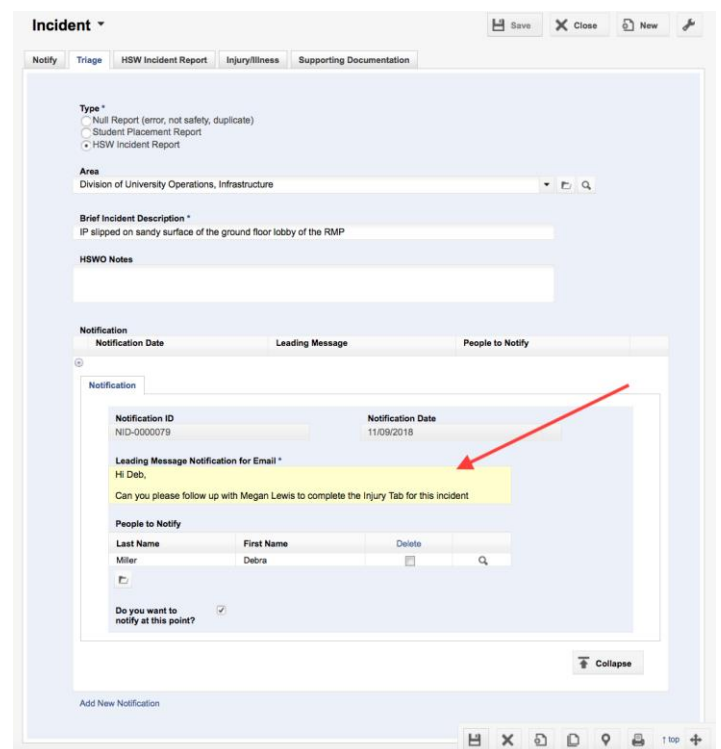 Incident
Save Close New
Notify Triage HSW Incident Report Injury/Illness Supporting Documentation
Type *
Null Report (error, not safety, duplicate)
Student Placement Report
HSW Incident Report
Area
Division of University Operations, Infrastructure
Brief Incident Description *
IP slipped on sandy surface of the ground floor lobby of the RMP
HSWO Notes
Notification
Notification Date Leading Message People to Notify
Notification
Notification ID Notification Date
NID-0000079 11/09/2018
Leading Message Notification for Email *
Hi Deb,
Can you please follow up with Megan Lewis to complete the Injury Tab for this incident
People to Notify
Last Name First Name Delete
Miller Debra
Do you want to
notify at this point?
Collapse
Add New Notification
↑ top